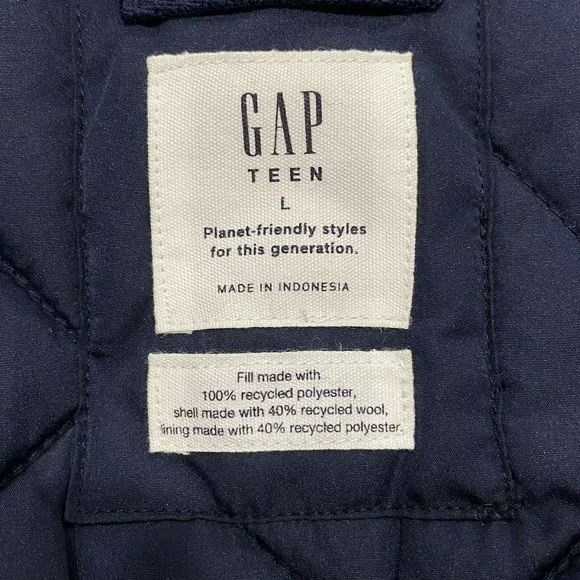 GAP
TEEN
L
Planet-friendly styles
for this generation.
MADE IN INDONESIA
Fill made with
100% recycled polyester,
shell made with 40% recycled wool,
lining made with 40% recycled polyester.